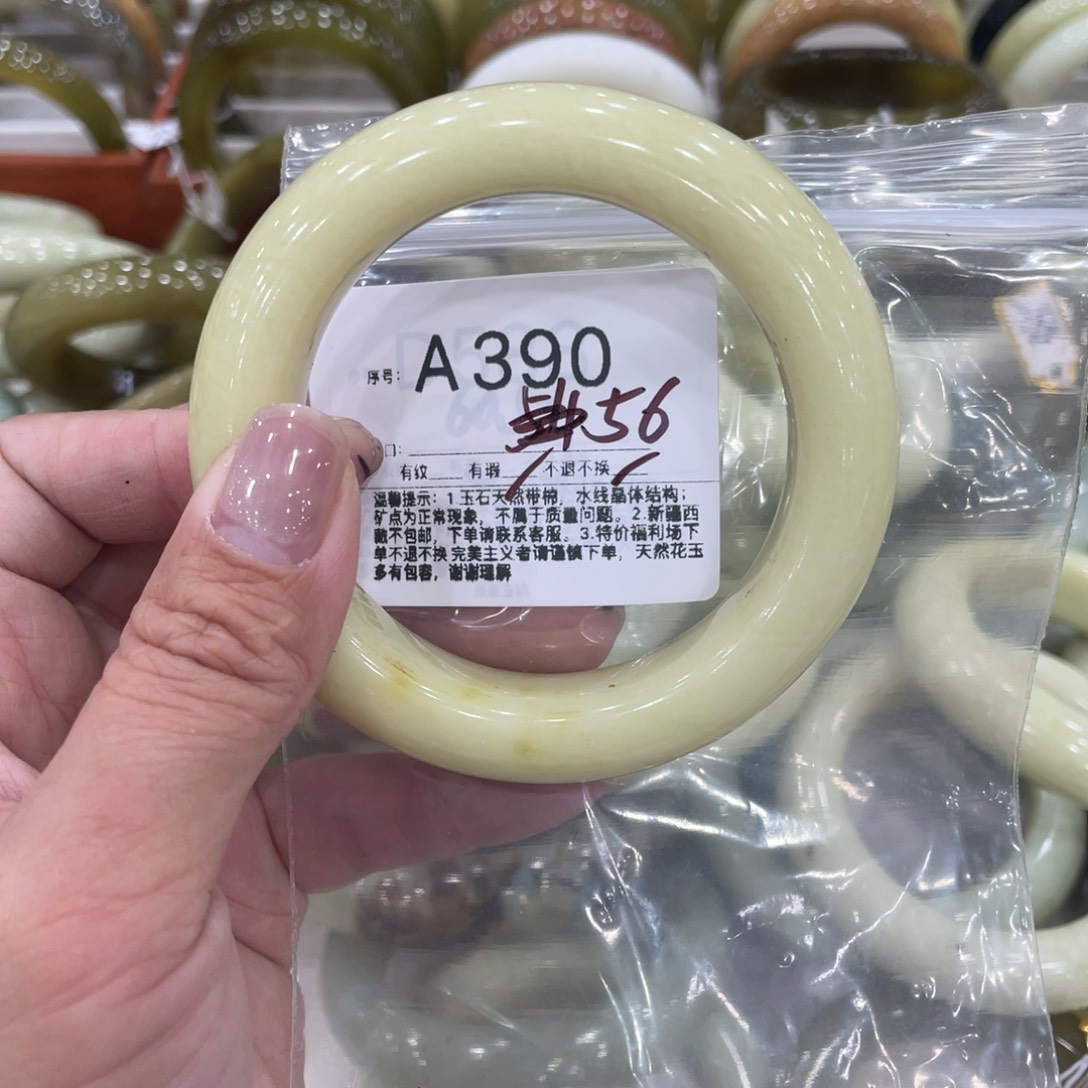 序号: A390
口: 56
有纹 有瑕 不退不换
温馨提示: 1.玉石天然带棉, 水线晶体结构;
矿点为正常现象, 不属于质量问题。2.新疆西
藏不包邮, 下单请联系客服。3.特价福利场下
单不退不换完美主义者请谨慎下单, 天然花玉
多有包容, 谢谢理解